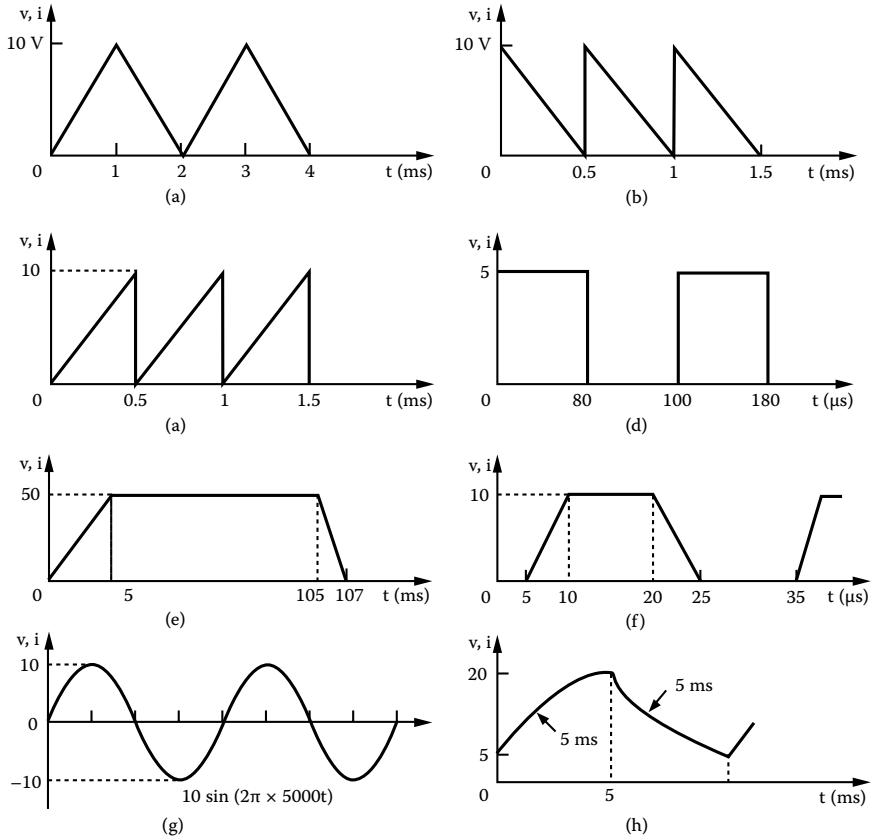 v, i
10 V
0 1 2 3 4 t (ms)
(a)
v, i
10 V
0 0.5 1 1.5 t (ms)
(b)
v, i
10
0 0.5 1 1.5 t (ms)
(a)
v, i
5
0 80 100 180 t (μs)
(d)
v, i
50
0 5 105 107 t (ms)
(e)
v, i
10
0 5 10 20 25 35 t (μs)
(f)
v, i
10
0
−10
10 sin (2π × 5000t)
(g)
v, i
20
5 ms
5 ms
5
0 5 t (ms)
(h)